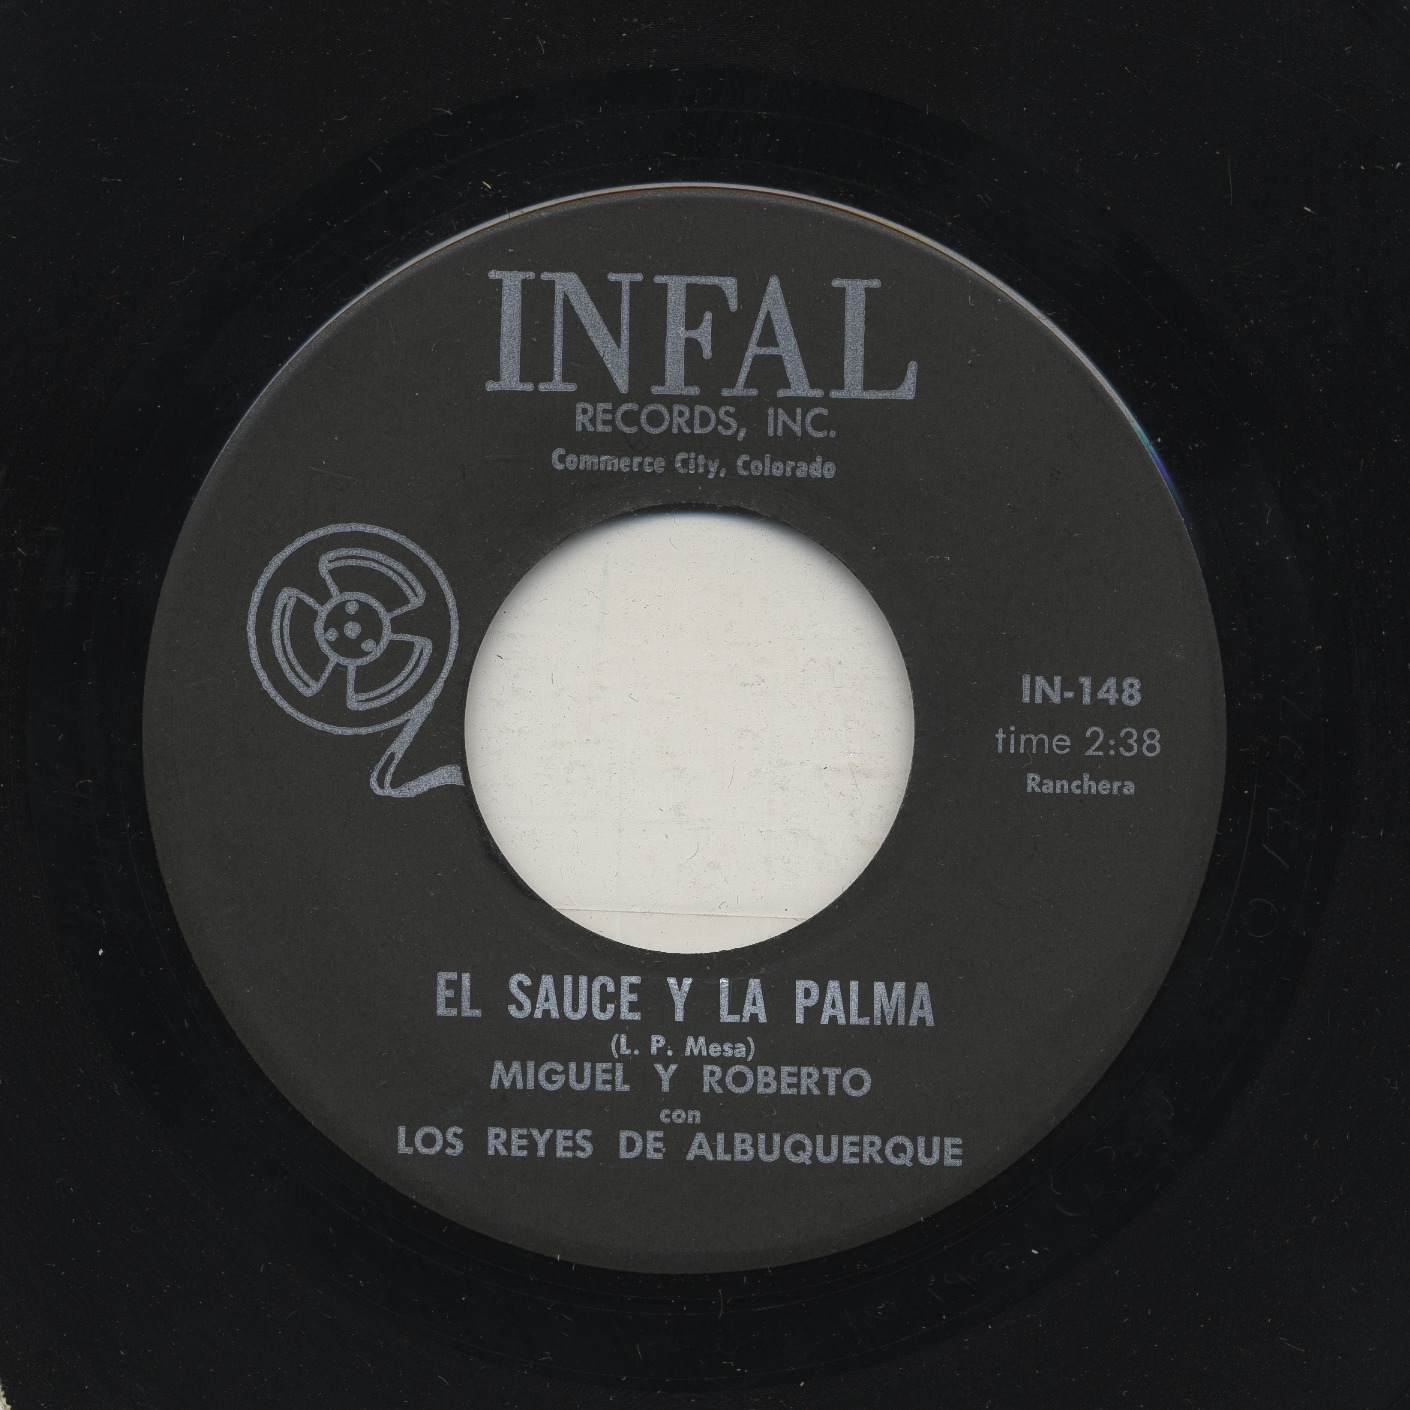 INFAL
RECORDS, INC.
Commerce City, Colorado
IN-148
time 2:38
Ranchera
EL SAUCE Y LA PALMA
(L. P. Mesa)
MIGUEL Y ROBERTO
con
LOS REYES DE ALBUQUERQUE